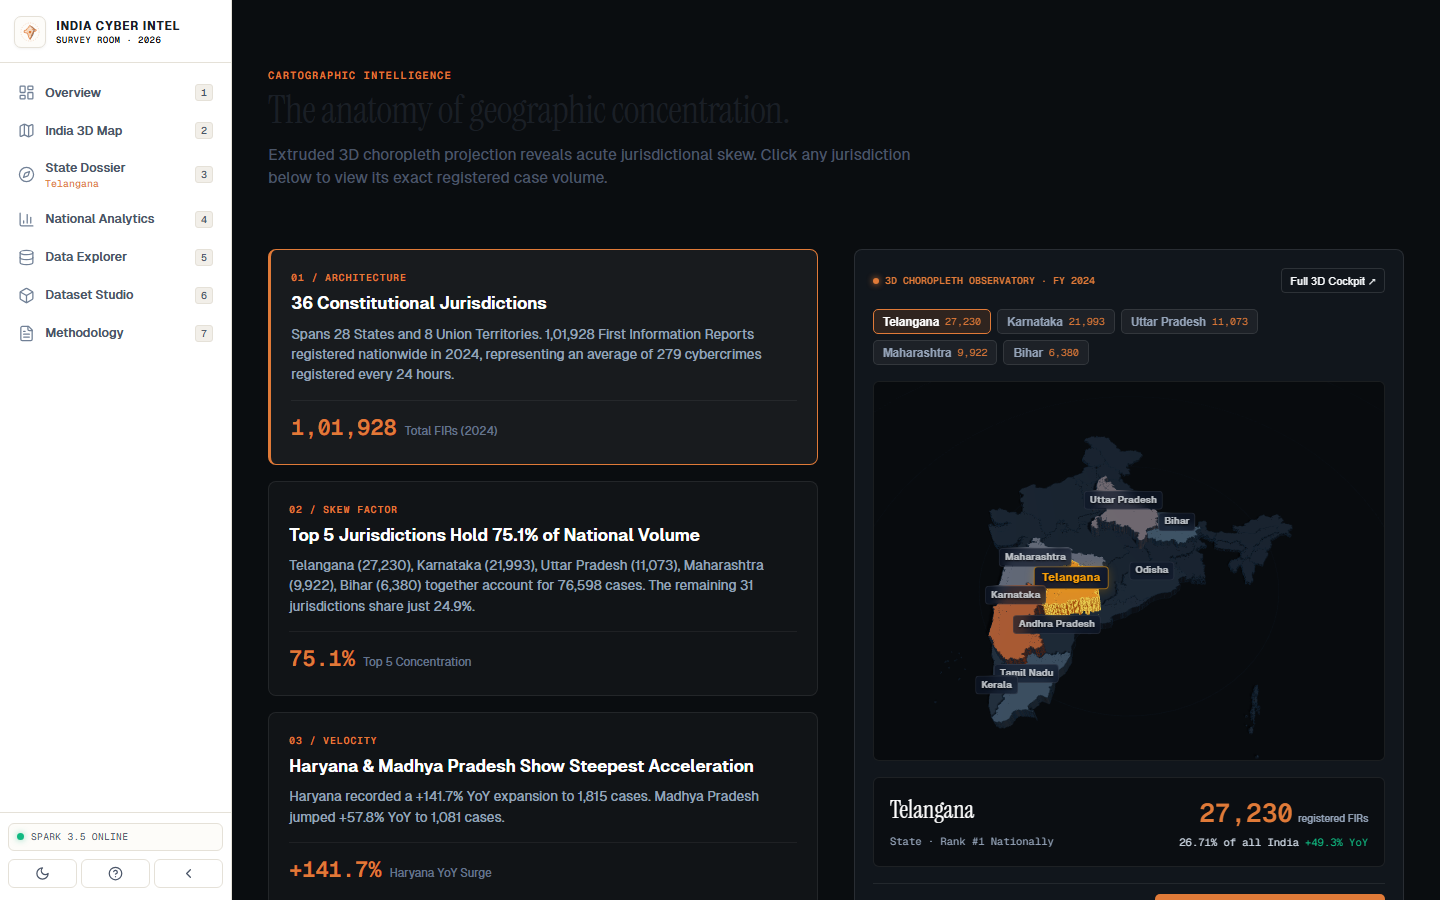 INDIA CYBER INTEL
SURVEY ROOM · 2026
Overview 1
India 3D Map 2
State Dossier 3
Telangana
National Analytics 4
Data Explorer 5
Dataset Studio 6
Methodology 7
SPARK 3.5 ONLINE
CARTOGRAPHIC INTELLIGENCE
The anatomy of geographic concentration.
Extruded 3D choropleth projection reveals acute jurisdictional skew. Click any jurisdiction
below to view its exact registered case volume.
01 / ARCHITECTURE
36 Constitutional Jurisdictions
Spans 28 States and 8 Union Territories. 1,01,928 First Information Reports
registered nationwide in 2024, representing an average of 279 cybercrimes
registered every 24 hours.
1,01,928 Total FIRs (2024)
02 / SKEW FACTOR
Top 5 Jurisdictions Hold 75.1% of National Volume
Telangana (27,230), Karnataka (21,993), Uttar Pradesh (11,073), Maharashtra
(9,922), Bihar (6,380) together account for 76,598 cases. The remaining 31
jurisdictions share just 24.9%.
75.1% Top 5 Concentration
03 / VELOCITY
Haryana & Madhya Pradesh Show Steepest Acceleration
Haryana recorded a +141.7% YoY expansion to 1,815 cases. Madhya Pradesh
jumped +57.8% YoY to 1,081 cases.
+141.7% Haryana YoY Surge
3D CHOROPLETH OBSERVATORY · FY 2024
Full 3D Cockpit ↗
Telangana 27,230 Karnataka 21,993 Uttar Pradesh 11,073
Maharashtra 9,922 Bihar 6,380
Uttar Pradesh
Bihar
Maharashtra
Odisha
Telangana
Karnataka
Andhra Pradesh
Tamil Nadu
Kerala
Telangana
27,230 registered FIRs
State · Rank #1 Nationally
26.71% of all India +49.3% YoY